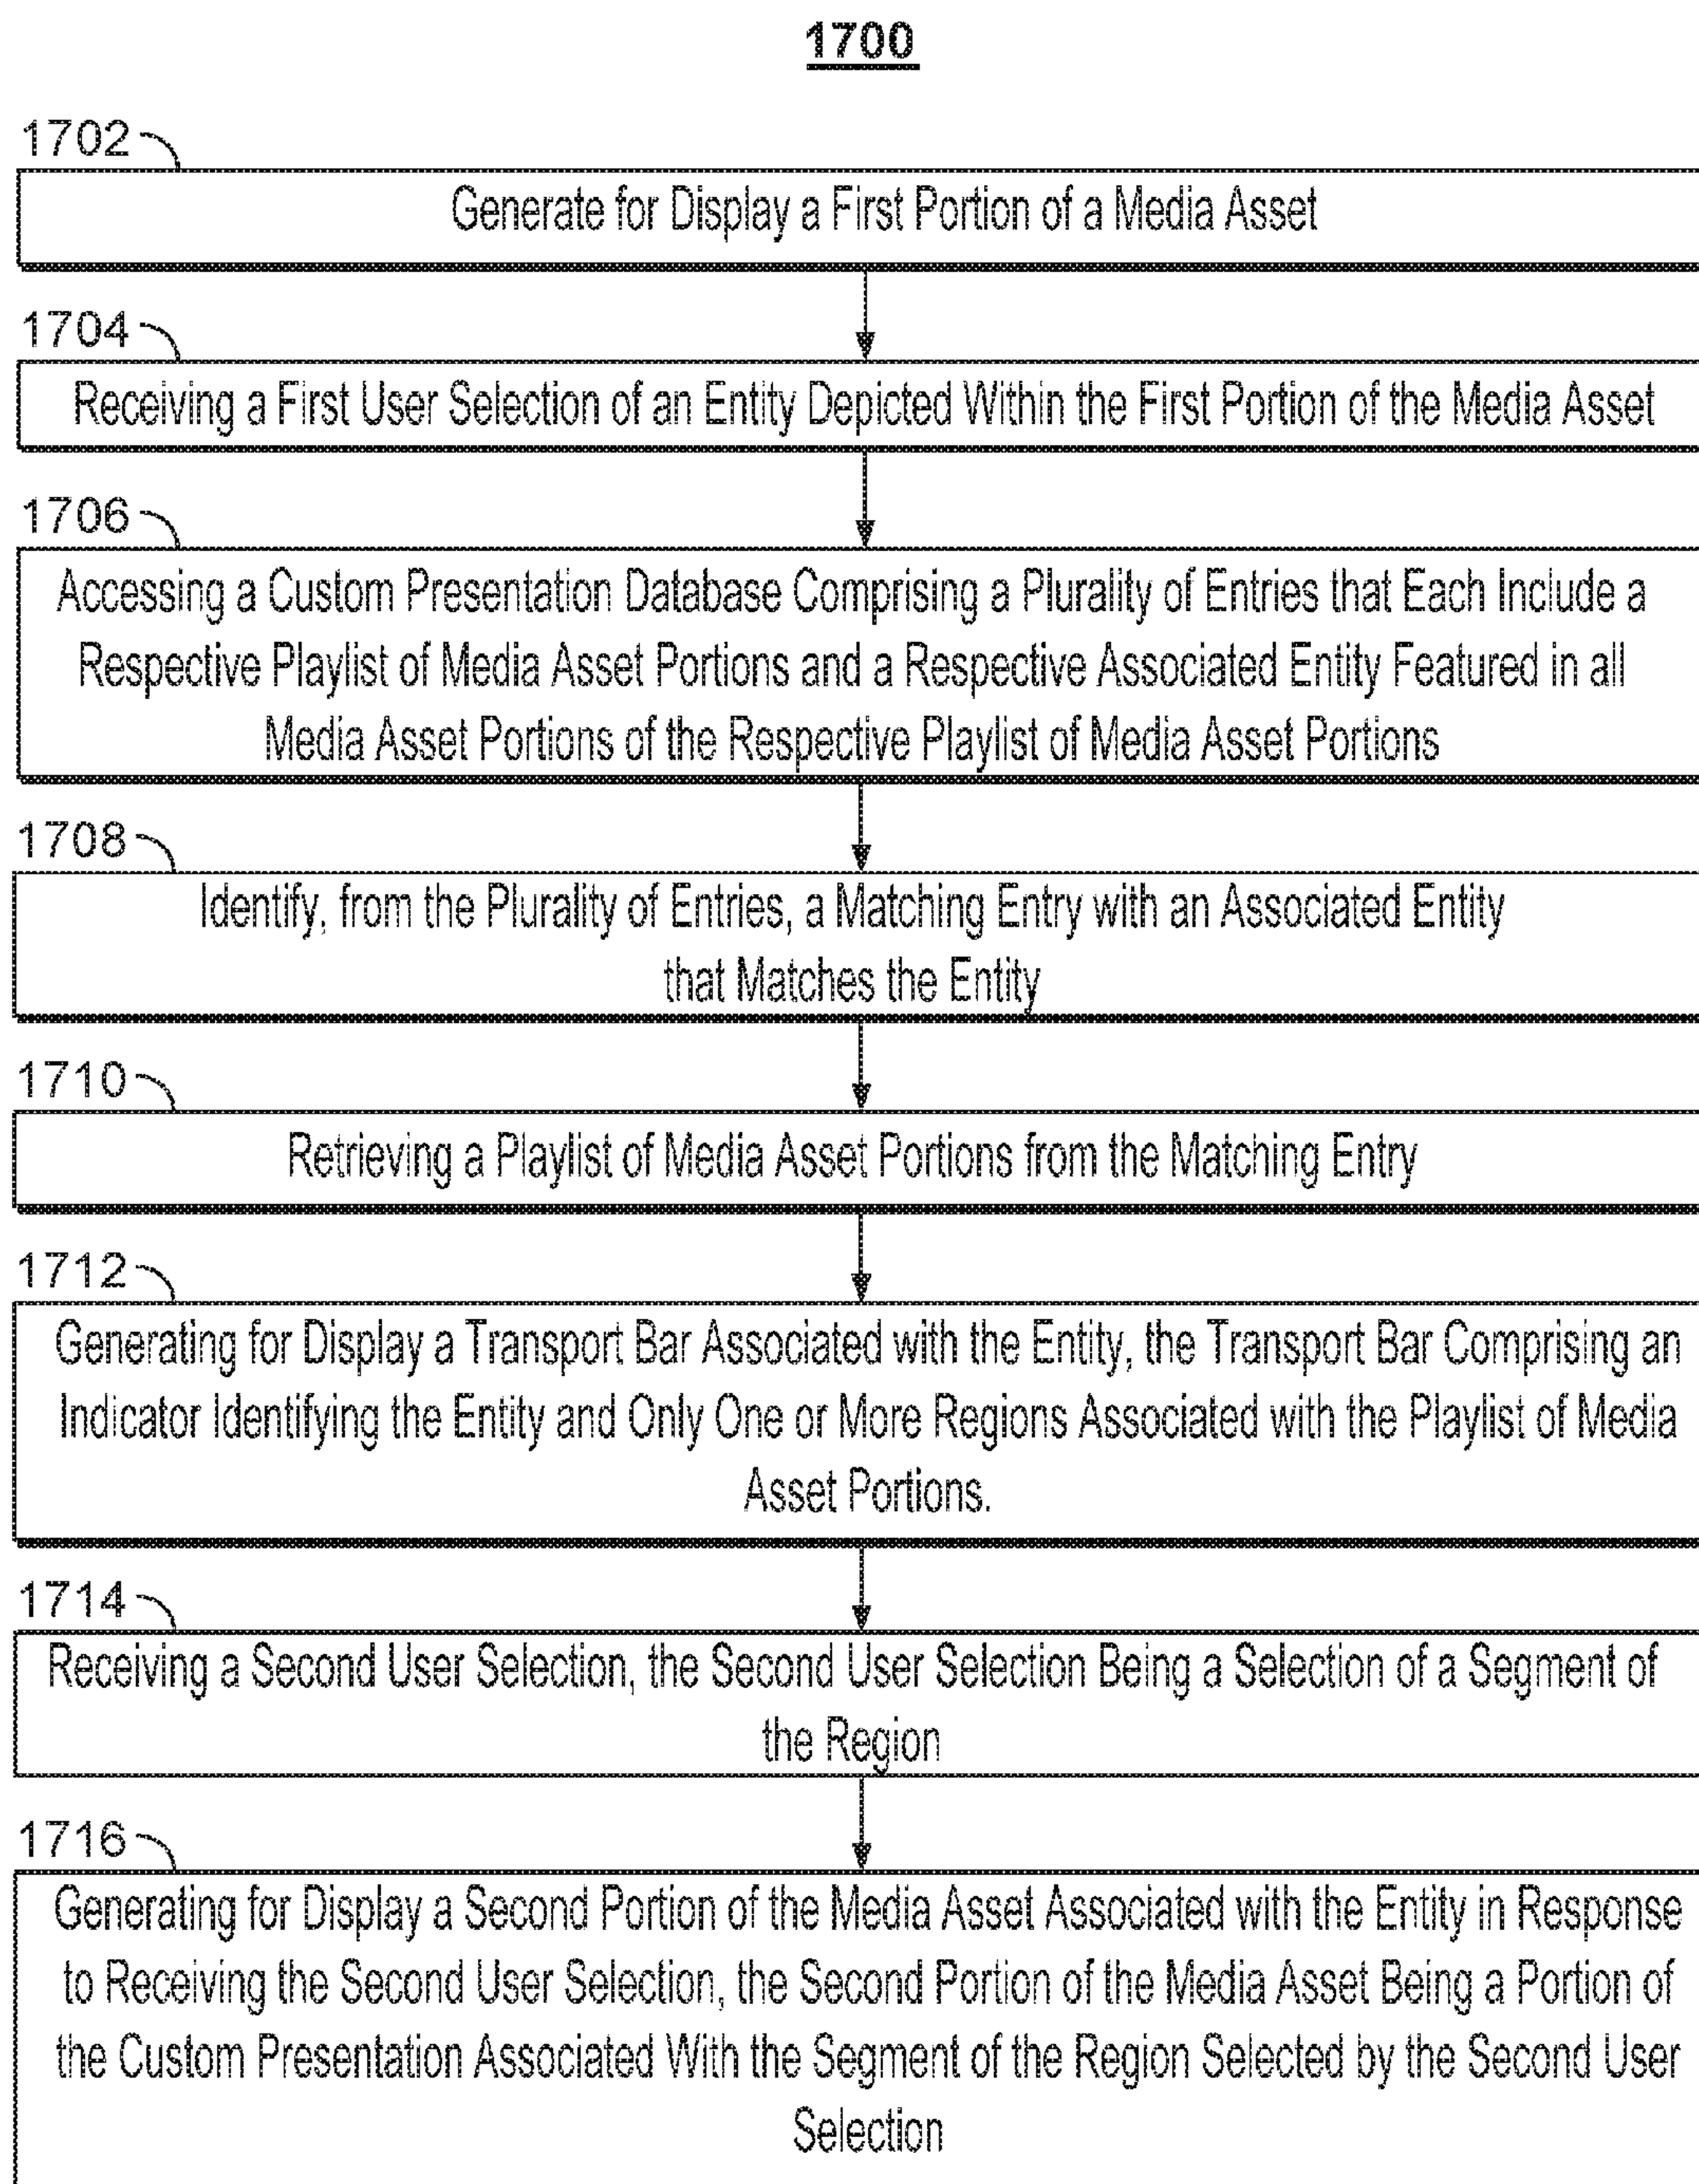 1700
1702
Generate for Display a First Portion of a Media Asset
1704
Receiving a First User Selection of an Entity Depicted Within the First Portion of the Media Asset
1706
Accessing a Custom Presentation Database Comprising a Plurality of Entries that Each Include a
Respective Playlist of Media Asset Portions and a Respective Associated Entity Featured in all
Media Asset Portions of the Respective Playlist of Media Asset Portions
1708
Identify, from the Plurality of Entries, a Matching Entry with an Associated Entity
that Matches the Entity
1710
Retrieving a Playlist of Media Asset Portions from the Matching Entry
1712
Generating for Display a Transport Bar Associated with the Entity, the Transport Bar Comprising an
Indicator Identifying the Entity and Only One or More Regions Associated with the Playlist of Media
Asset Portions.
1714
Receiving a Second User Selection, the Second User Selection Being a Selection of a Segment of
the Region
1716
Generating for Display a Second Portion of the Media Asset Associated with the Entity in Response
to Receiving the Second User Selection, the Second Portion of the Media Asset Being a Portion of
the Custom Presentation Associated With the Segment of the Region Selected by the Second User
Selection